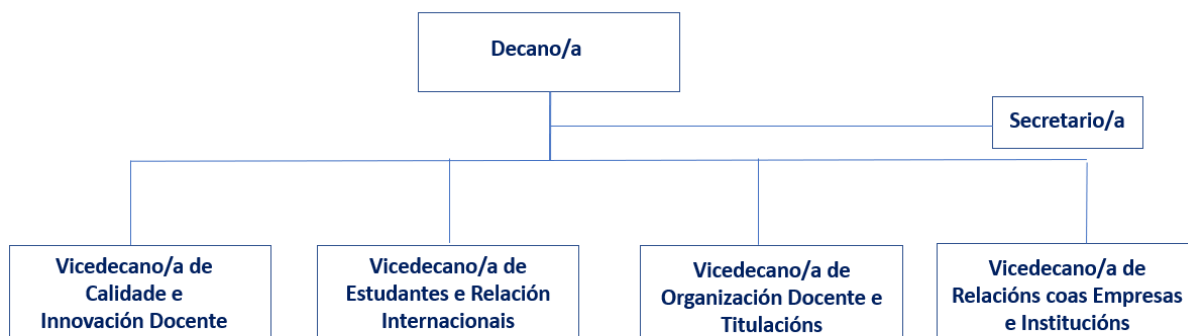 Decano/a
Secretario/a
Vicedecano/a de
Calidade e
Innovación Docente
Vicedecano/a de
Estudantes e Relación
Internacionais
Vicedecano/a de
Organización Docente e
Titulacións
Vicedecano/a de
Relacións coas Empresas
e Institucións